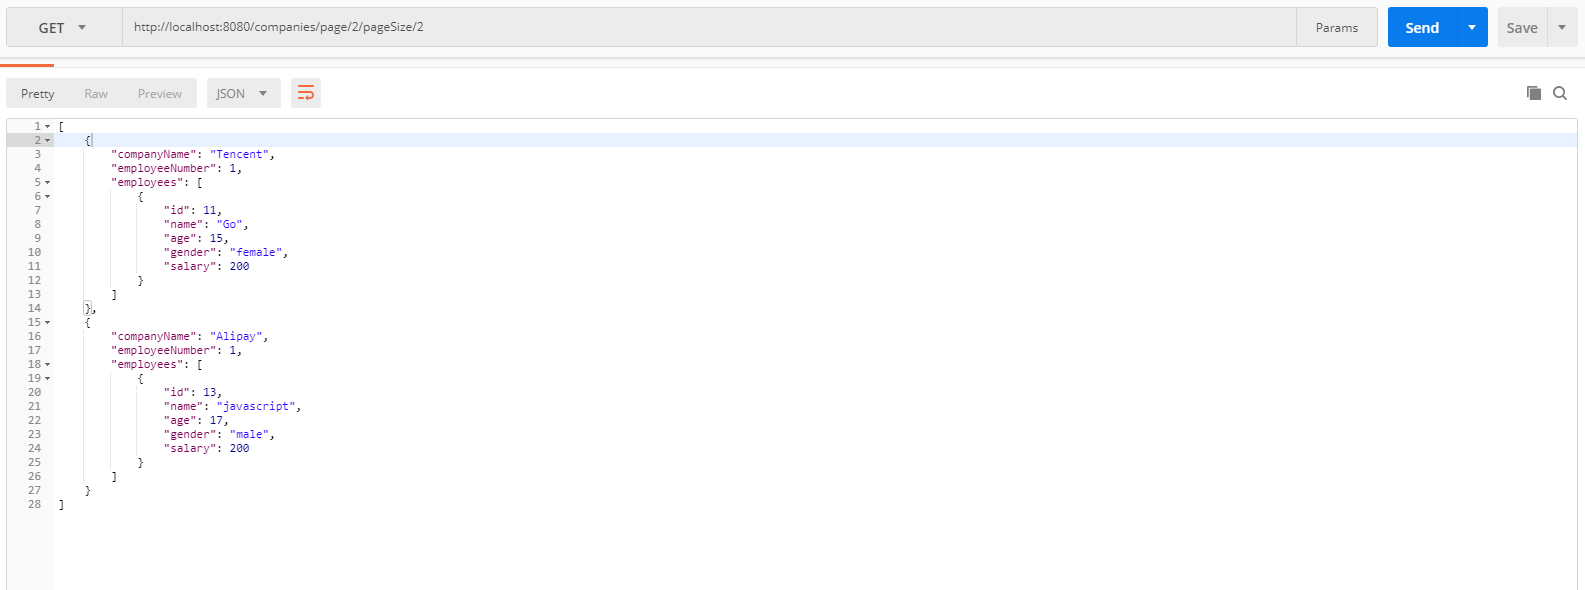 GET http://localhost:8080/companies/page/2/pageSize/2 Params Send Save
Pretty Raw Preview JSON
1 [
2 {
3 "companyName": "Tencent",
4 "employeeNumber": 1,
5 "employees": [
6 {
7 "id": 11,
8 "name": "Go",
9 "age": 15,
10 "gender": "female",
11 "salary": 200
12 }
13 ]
14 },
15 {
16 "companyName": "Alipay",
17 "employeeNumber": 1,
18 "employees": [
19 {
20 "id": 13,
21 "name": "javascript",
22 "age": 17,
23 "gender": "male",
24 "salary": 200
25 }
26 ]
27 }
28 ]